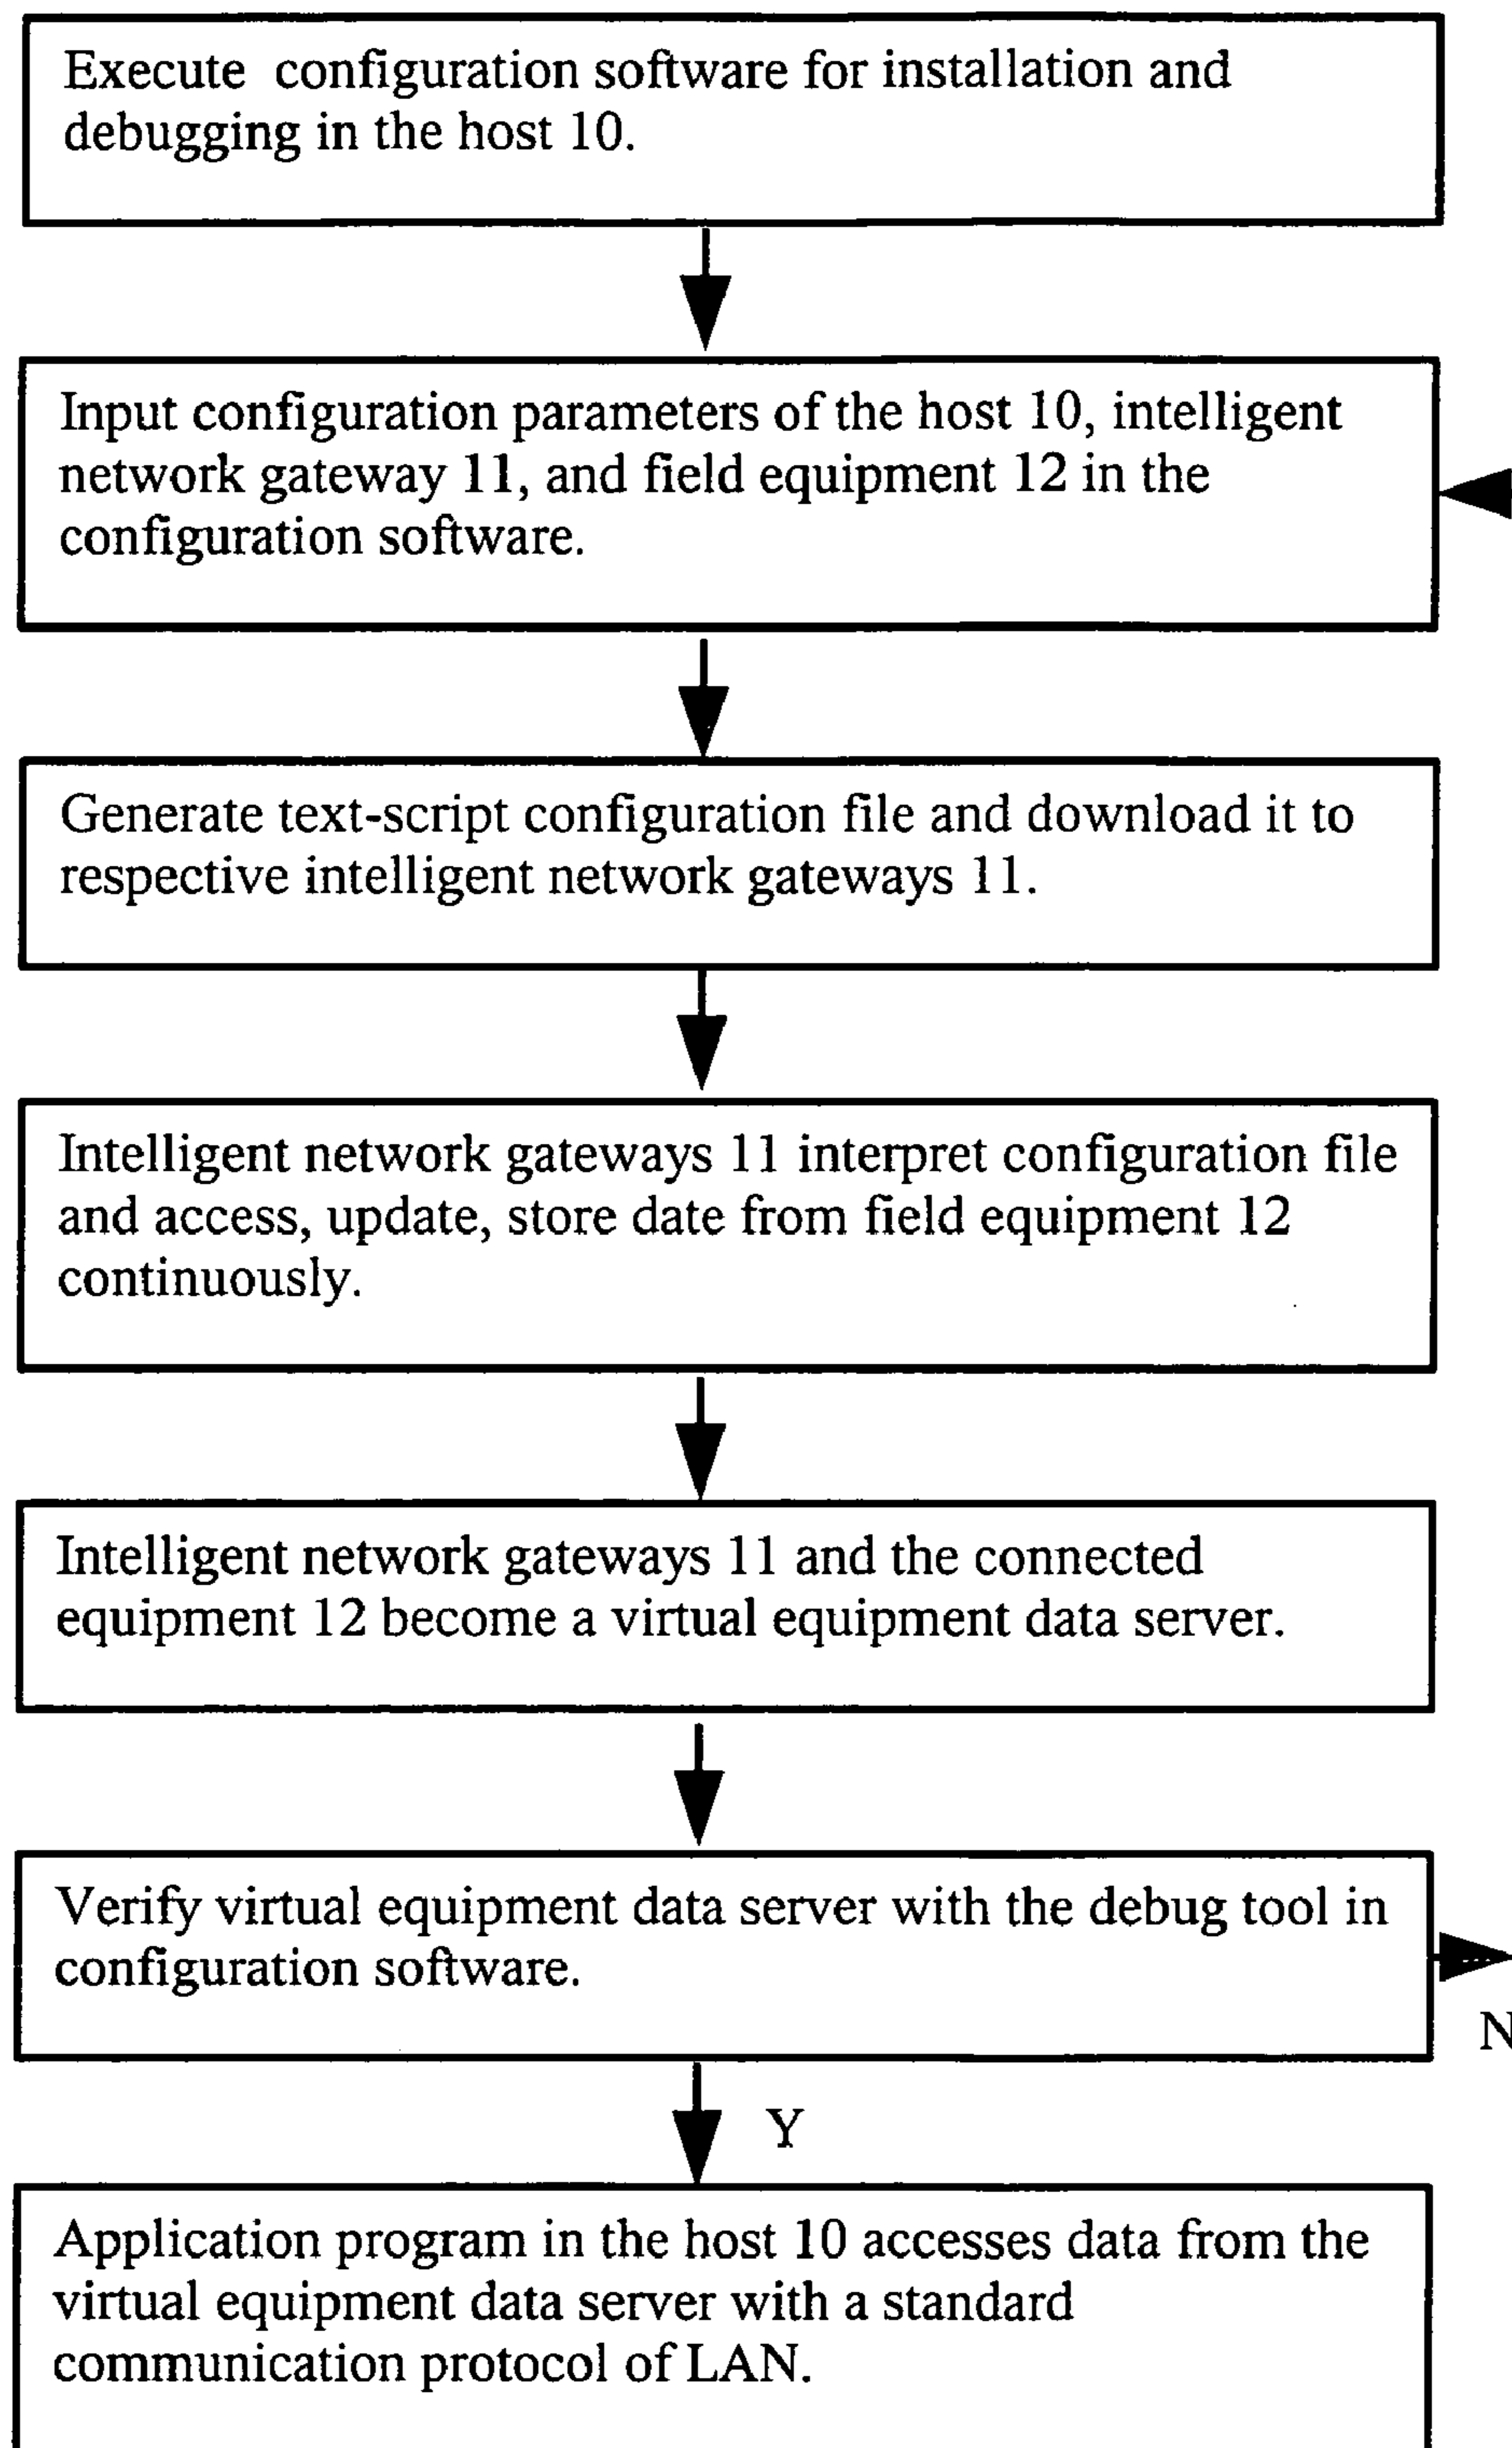 Execute configuration software for installation and
debugging in the host 10.
Input configuration parameters of the host 10, intelligent
network gateway 11, and field equipment 12 in the
configuration software.
Generate text-script configuration file and download it to
respective intelligent network gateways 11.
Intelligent network gateways 11 interpret configuration file
and access, update, store date from field equipment 12
continuously.
Intelligent network gateways 11 and the connected
equipment 12 become a virtual equipment data server.
Verify virtual equipment data server with the debug tool in
configuration software.
N
Y
Application program in the host 10 accesses data from the
virtual equipment data server with a standard
communication protocol of LAN.